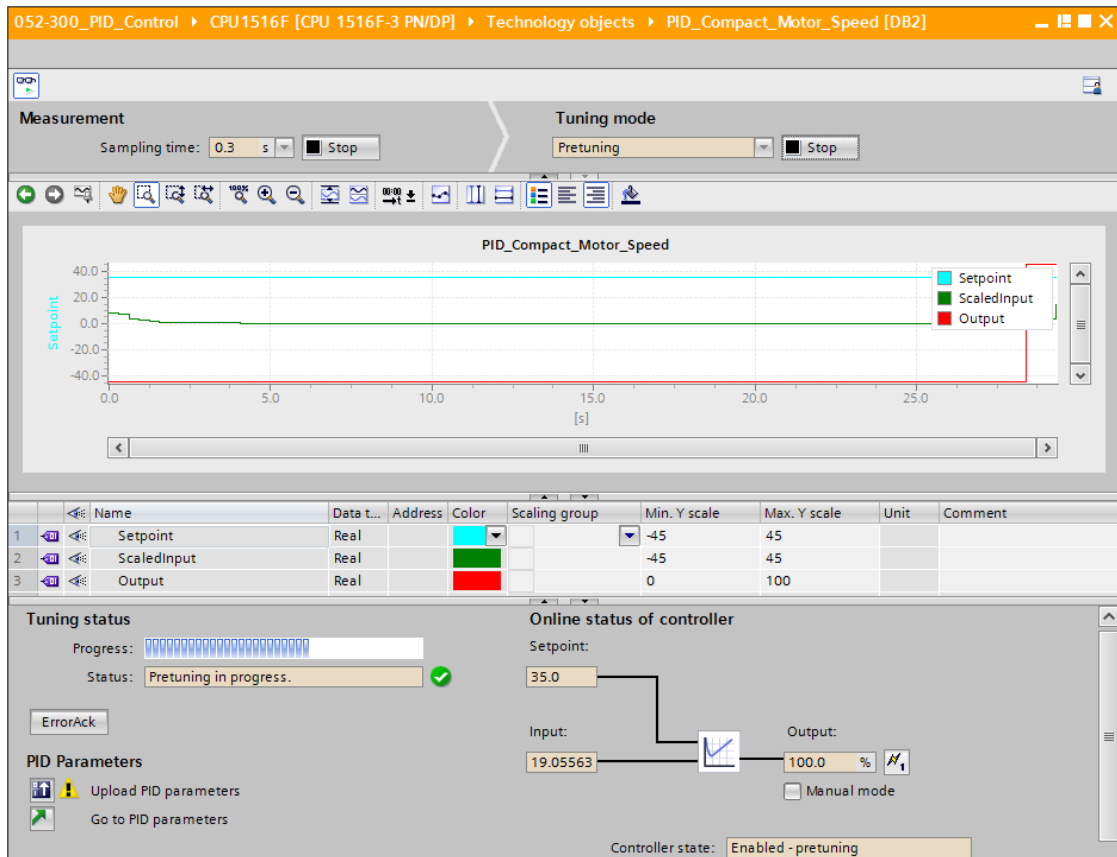 052-300_PID_Control ▸ CPU1516F [CPU 1516F-3 PN/DP] ▸ Technology objects ▸ PID_Compact_Motor_Speed [DB2]
Measurement
Tuning mode
Sampling time: 0.3 s Stop
Pretuning Stop
100%
00:00
PID_Compact_Motor_Speed
Setpoint
40.0
20.0
0.0
-20.0
-40.0
Setpoint
ScaledInput
Output
0.0 5.0 10.0 15.0 20.0 25.0
[s]
Name Data t... Address Color Scaling group Min. Y scale Max. Y scale Unit Comment
1 Setpoint Real -45 45
2 ScaledInput Real -45 45
3 Output Real 0 100
Tuning status
Progress:
Status: Pretuning in progress.
ErrorAck
PID Parameters
Upload PID parameters
Go to PID parameters
Online status of controller
Setpoint:
35.0
Input:
19.05563
Output:
100.0 %
Manual mode
Controller state: Enabled - pretuning